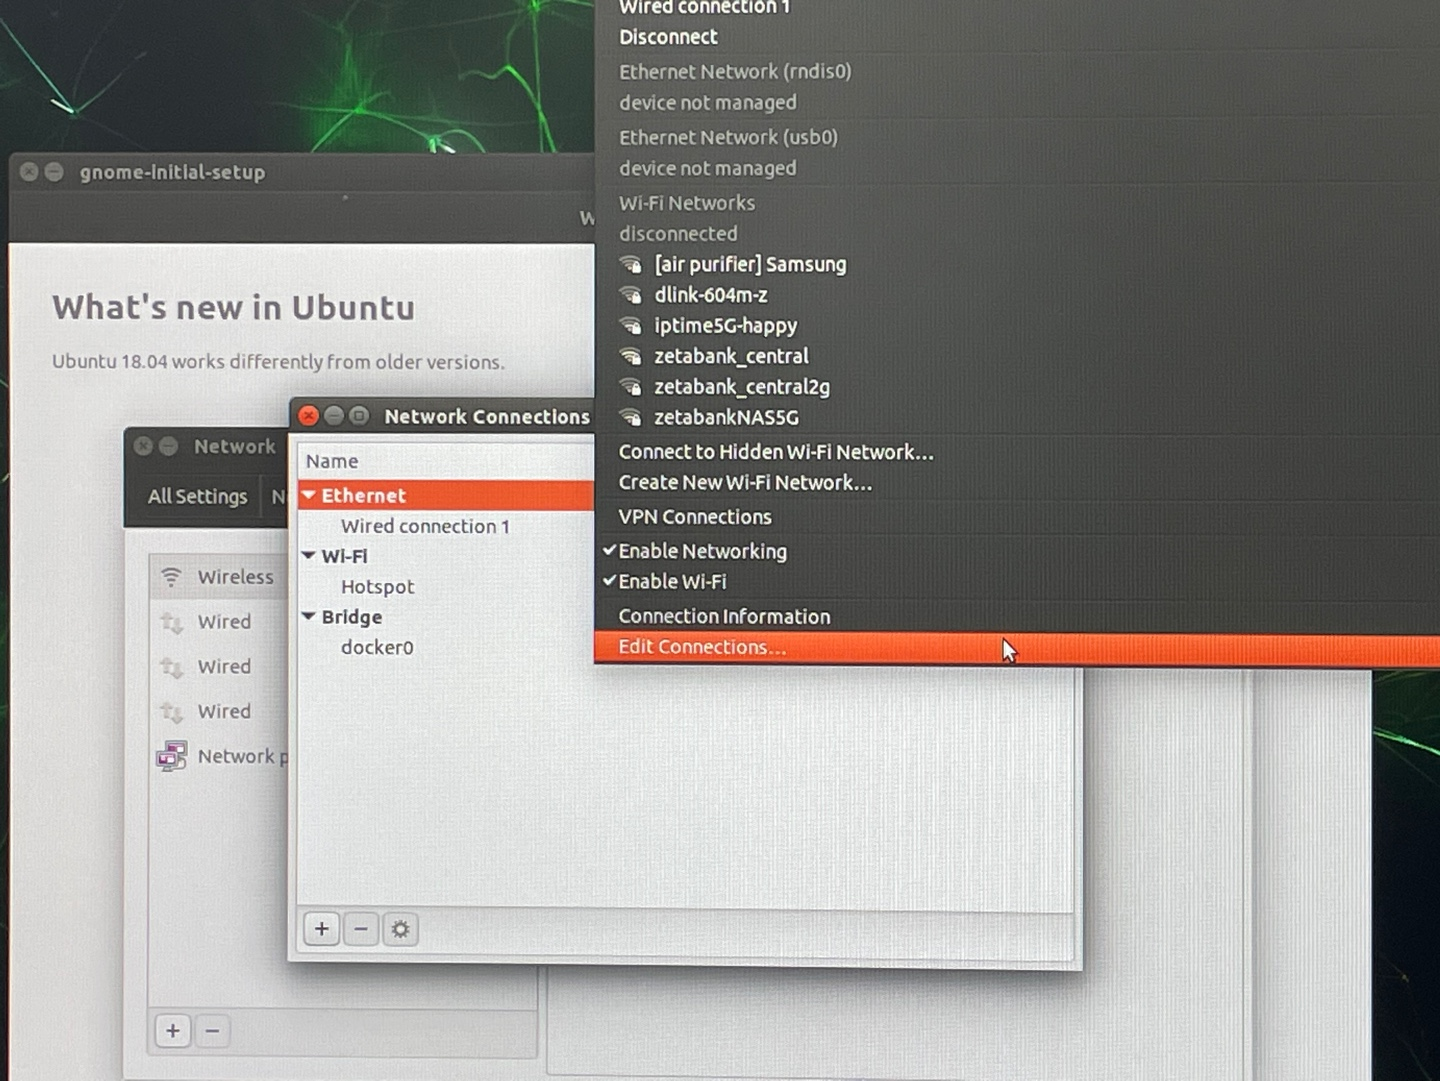 Wired connection 1
Disconnect
Ethernet Network (rndis0)
device not managed
Ethernet Network (usb0)
device not managed
Wi-Fi Networks
disconnected
[air purifier] Samsung
dlink-604m-z
iptime5G-happy
zetabank_central
zetabank_central2g
zetabankNAS5G
Connect to Hidden Wi-Fi Network...
Create New Wi-Fi Network...
VPN Connections
Enable Networking
Enable Wi-Fi
Connection Information
Edit Connections...
gnome-initial-setup
What's new in Ubuntu
Ubuntu 18.04 works differently from older versions.
Network Connections
Name
Ethernet
Wired connection 1
Wi-Fi
Hotspot
Bridge
docker0
Network
All Settings
Wireless
Wired
Wired
Wired
Network